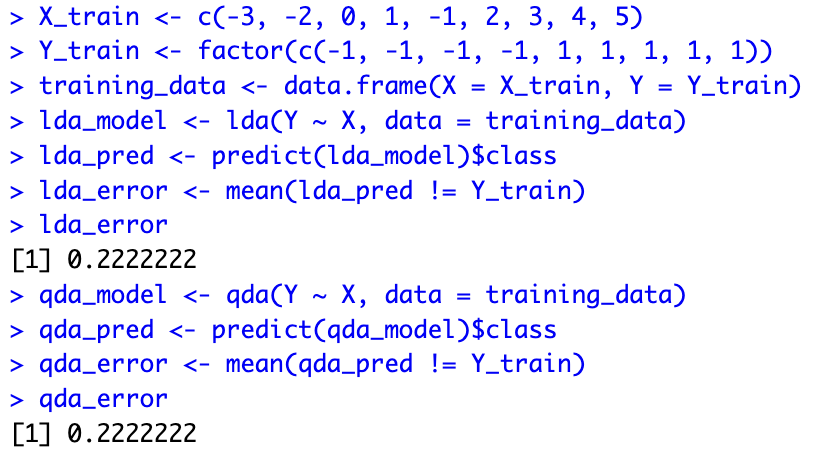 > X_train <- c(-3, -2, 0, 1, -1, 2, 3, 4, 5)
> Y_train <- factor(c(-1, -1, -1, -1, 1, 1, 1, 1, 1))
> training_data <- data.frame(X = X_train, Y = Y_train)
> lda_model <- lda(Y ~ X, data = training_data)
> lda_pred <- predict(lda_model)$class
> lda_error <- mean(lda_pred != Y_train)
> lda_error
[1] 0.2222222
> qda_model <- qda(Y ~ X, data = training_data)
> qda_pred <- predict(qda_model)$class
> qda_error <- mean(qda_pred != Y_train)
> qda_error
[1] 0.2222222